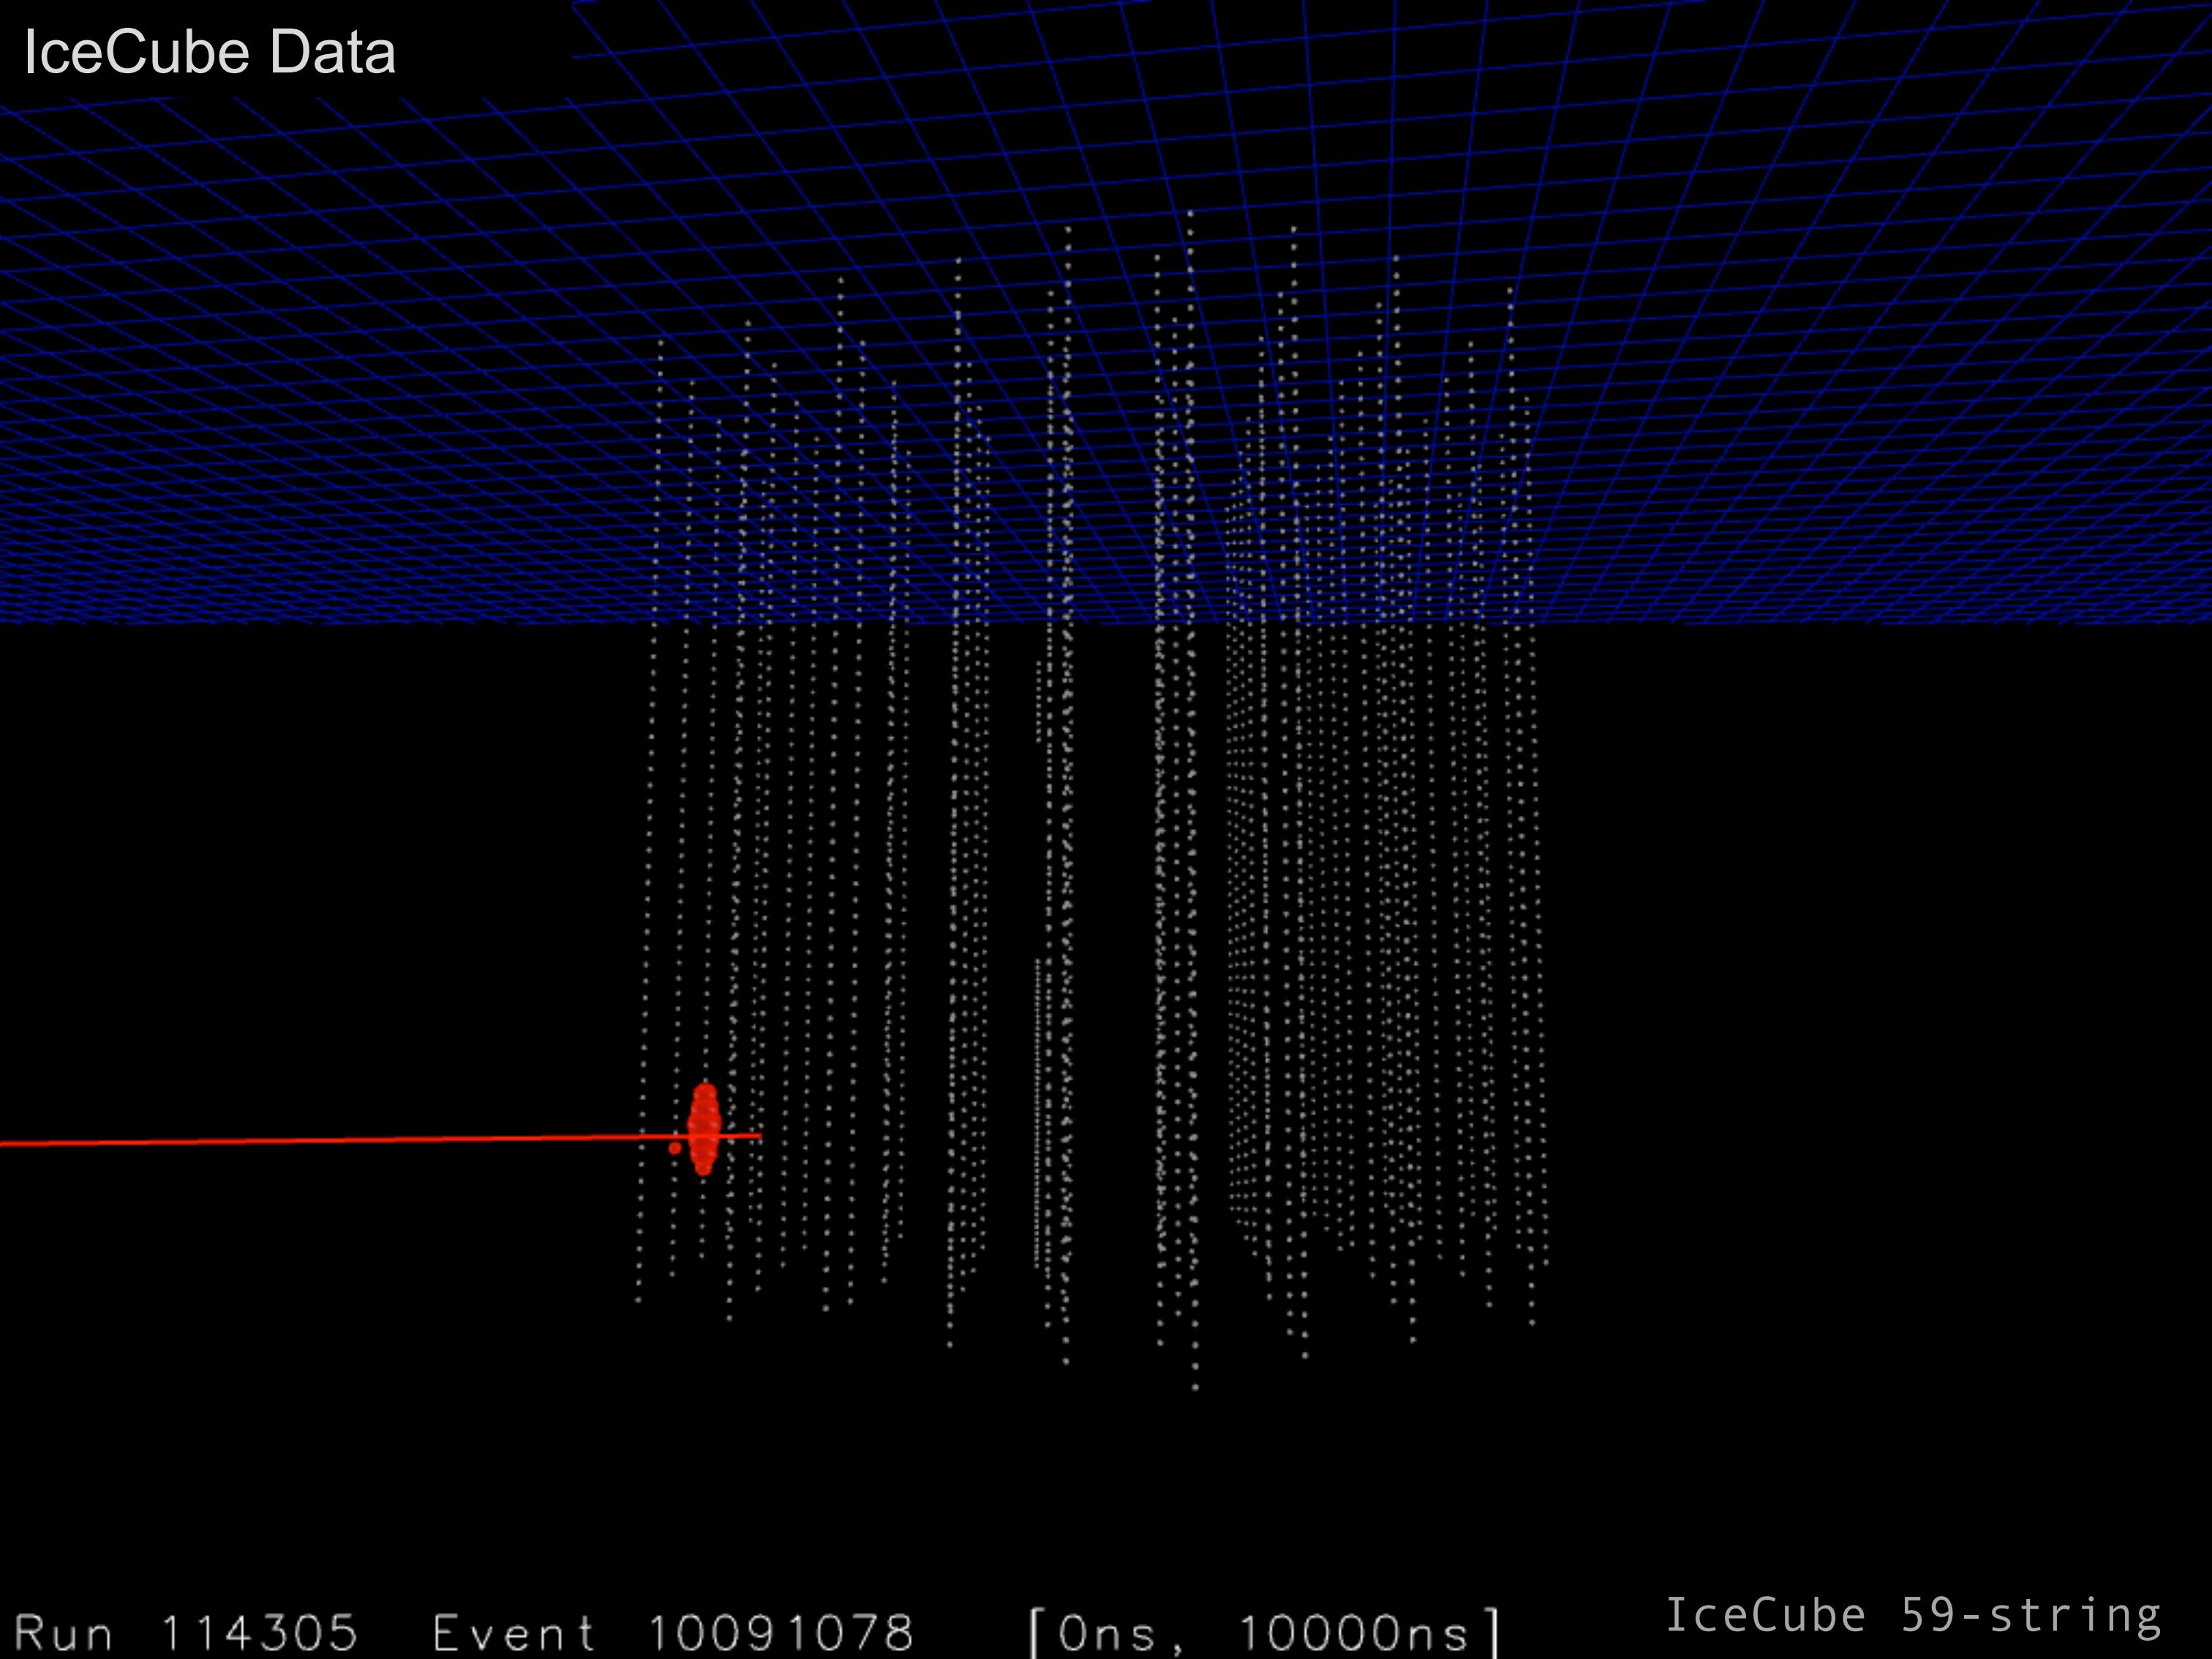 IceCube Data
Run 114305 Event 10091078 [0ns, 10000ns]
IceCube 59-string